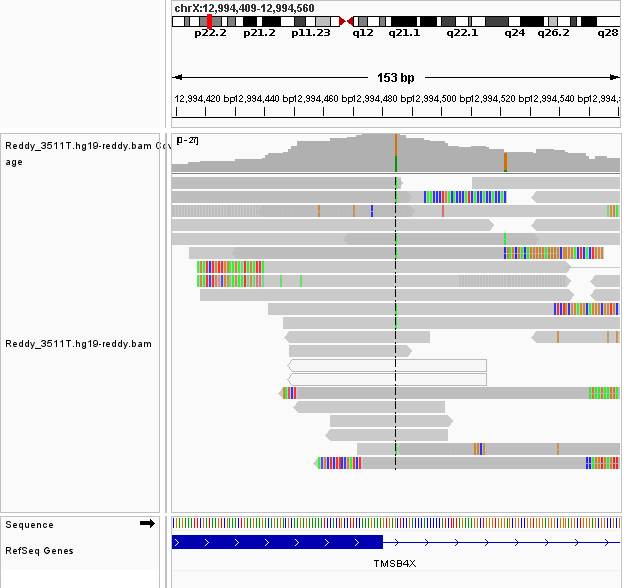 chrX:12,994,409-12,994,560
p22.2 p21.2 p11.23 q12 q21.1 q22.1 q24 q26.2 q28
153 bp
12,994,420 bp 12,994,440 bp 12,994,460 bp 12,994,480 bp 12,994,500 bp 12,994,520 bp 12,994,540 bp 12,994,
Reddy_3511T.hg19-reddy.bam Cov
age
[0 - 27]
Reddy_3511T.hg19-reddy.bam
Sequence
RefSeq Genes
TMSB4X